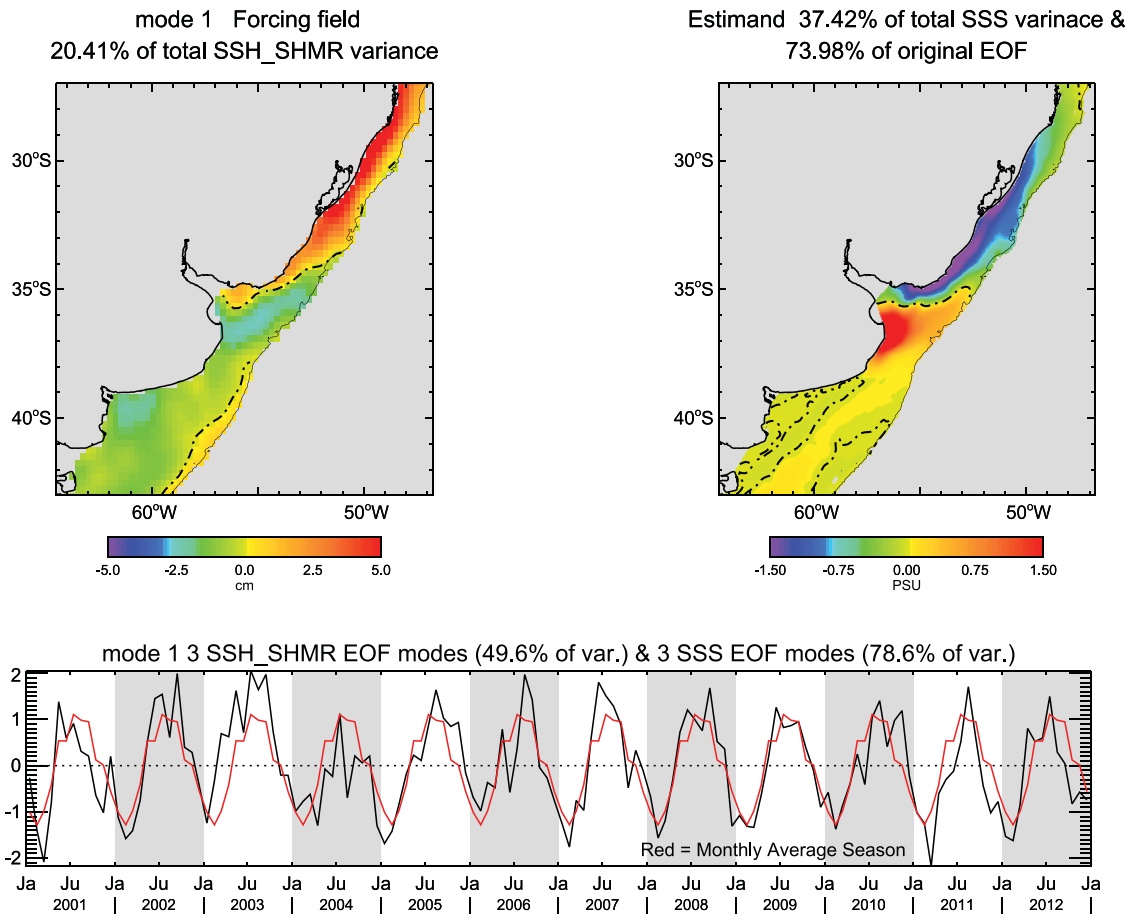 mode 1 Forcing field
20.41% of total SSH_SHMR variance
Estimand 37.42% of total SSS varinace &
73.98% of original EOF
30°S
35°S
40°S
60°W 50°W
-5.0 -2.5 0.0 2.5 5.0
cm
30°S
35°S
40°S
60°W 50°W
-1.50 -0.75 0.00 0.75 1.50
PSU
mode 1 3 SSH_SHMR EOF modes (49.6% of var.) & 3 SSS EOF modes (78.6% of var.)
2
1
0
-1
-2
Red = Monthly Average Season
Ja Ju Ja Ju Ja Ju Ja Ju Ja Ju Ja Ju Ja Ju Ja Ju Ja Ju Ja Ju Ja Ju Ja Ju Ja
2001 2002 2003 2004 2005 2006 2007 2008 2009 2010 2011 2012